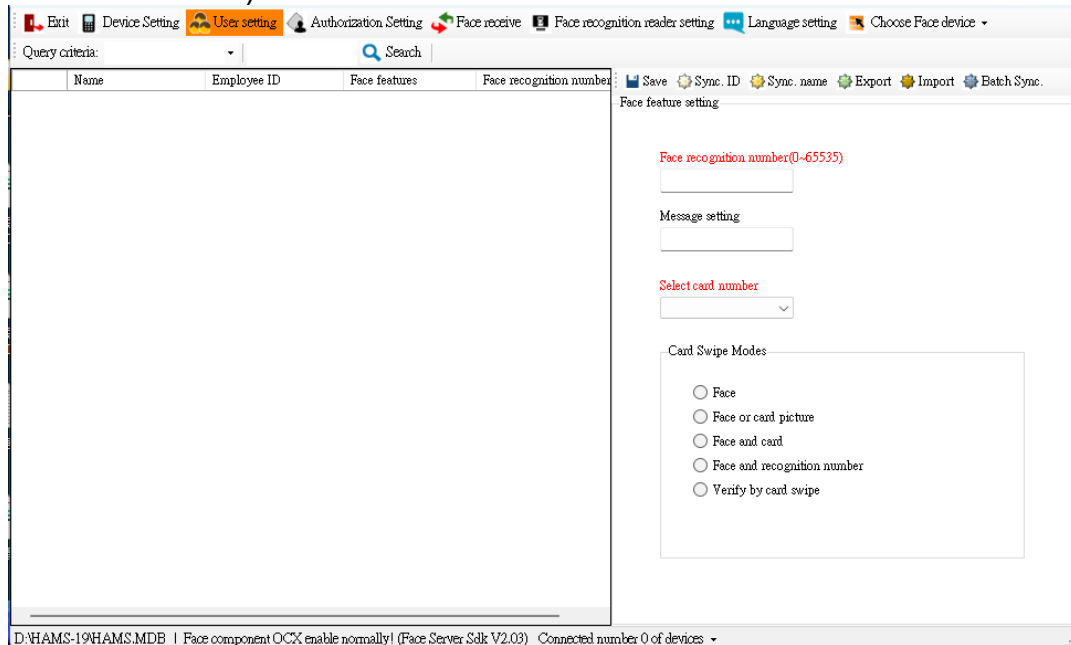 Exit Device Setting User setting Authorization Setting Face receive Face recognition reader setting Language setting Choose Face device
Query criteria: Search
Name Employee ID Face features Face recognition number
Save Sync. ID Sync. name Export Import Batch Sync.
Face feature setting
Face recognition number(0~65535)
Message setting
Select card number
Card Swipe Modes
Face
Face or card picture
Face and card
Face and recognition number
Verify by card swipe
D:\HAMS-19\HAMS.MDB | Face component OCX enable normally! (Face Server Sdk V2.03) Connected number 0 of devices